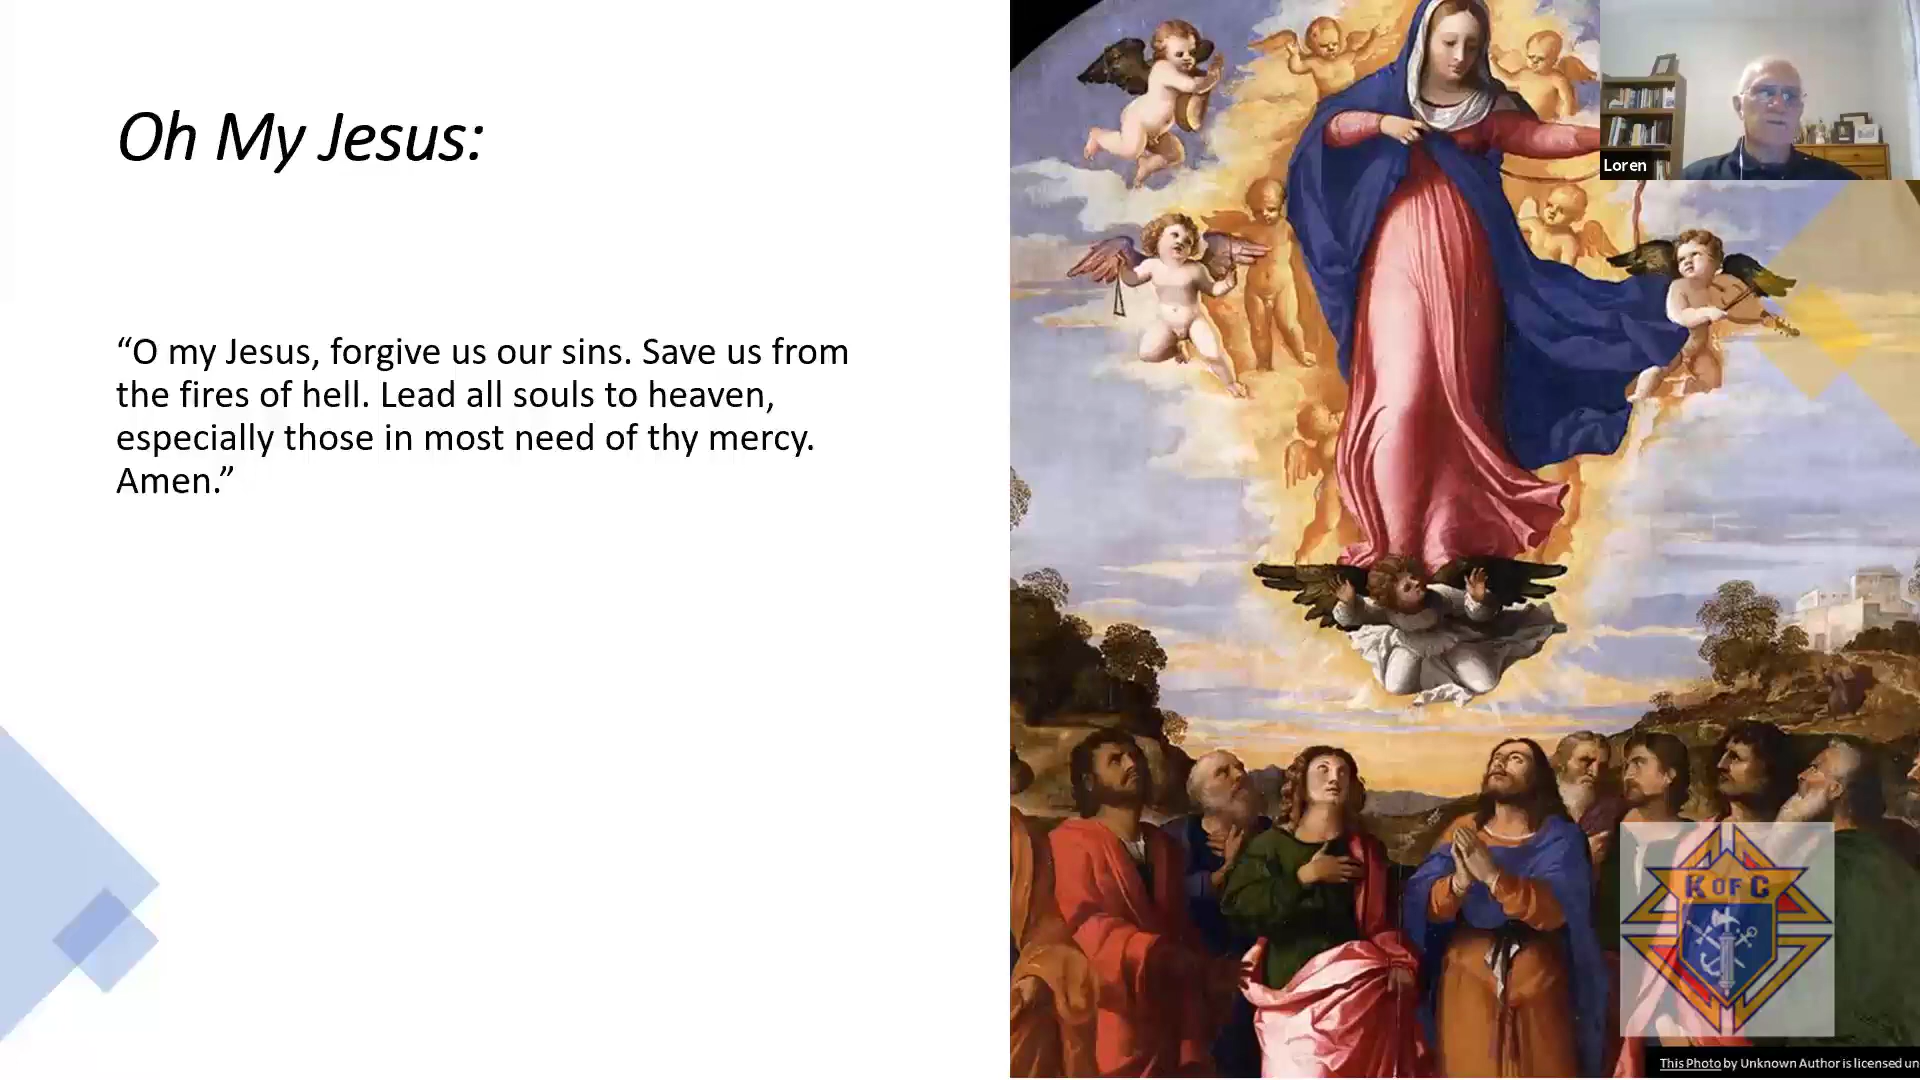 Oh My Jesus:
“O my Jesus, forgive us our sins. Save us from
the fires of hell. Lead all souls to heaven,
especially those in most need of thy mercy.
Amen.”
Loren
K OF C
This Photo by Unknown Author is licensed un